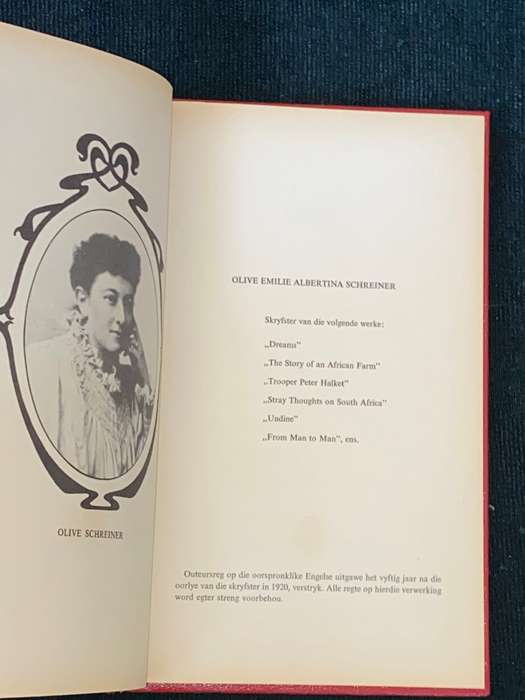 OLIVE SCHREINER
OLIVE EMILIE ALBERTINA SCHREINER
Skryfster van die volgende werke:
„Dreams”
„The Story of an African Farm”
„Trooper Peter Halket”
„Stray Thoughts on South Africa”
„Undine”
„From Man to Man”, ens.
Outeursreg op die oorspronklike Engelse uitgawe het vyftig jaar na die
oorlye van die skryfster in 1920, verstryk. Alle regte op hierdie verwerking
word egter streng voorbehou.